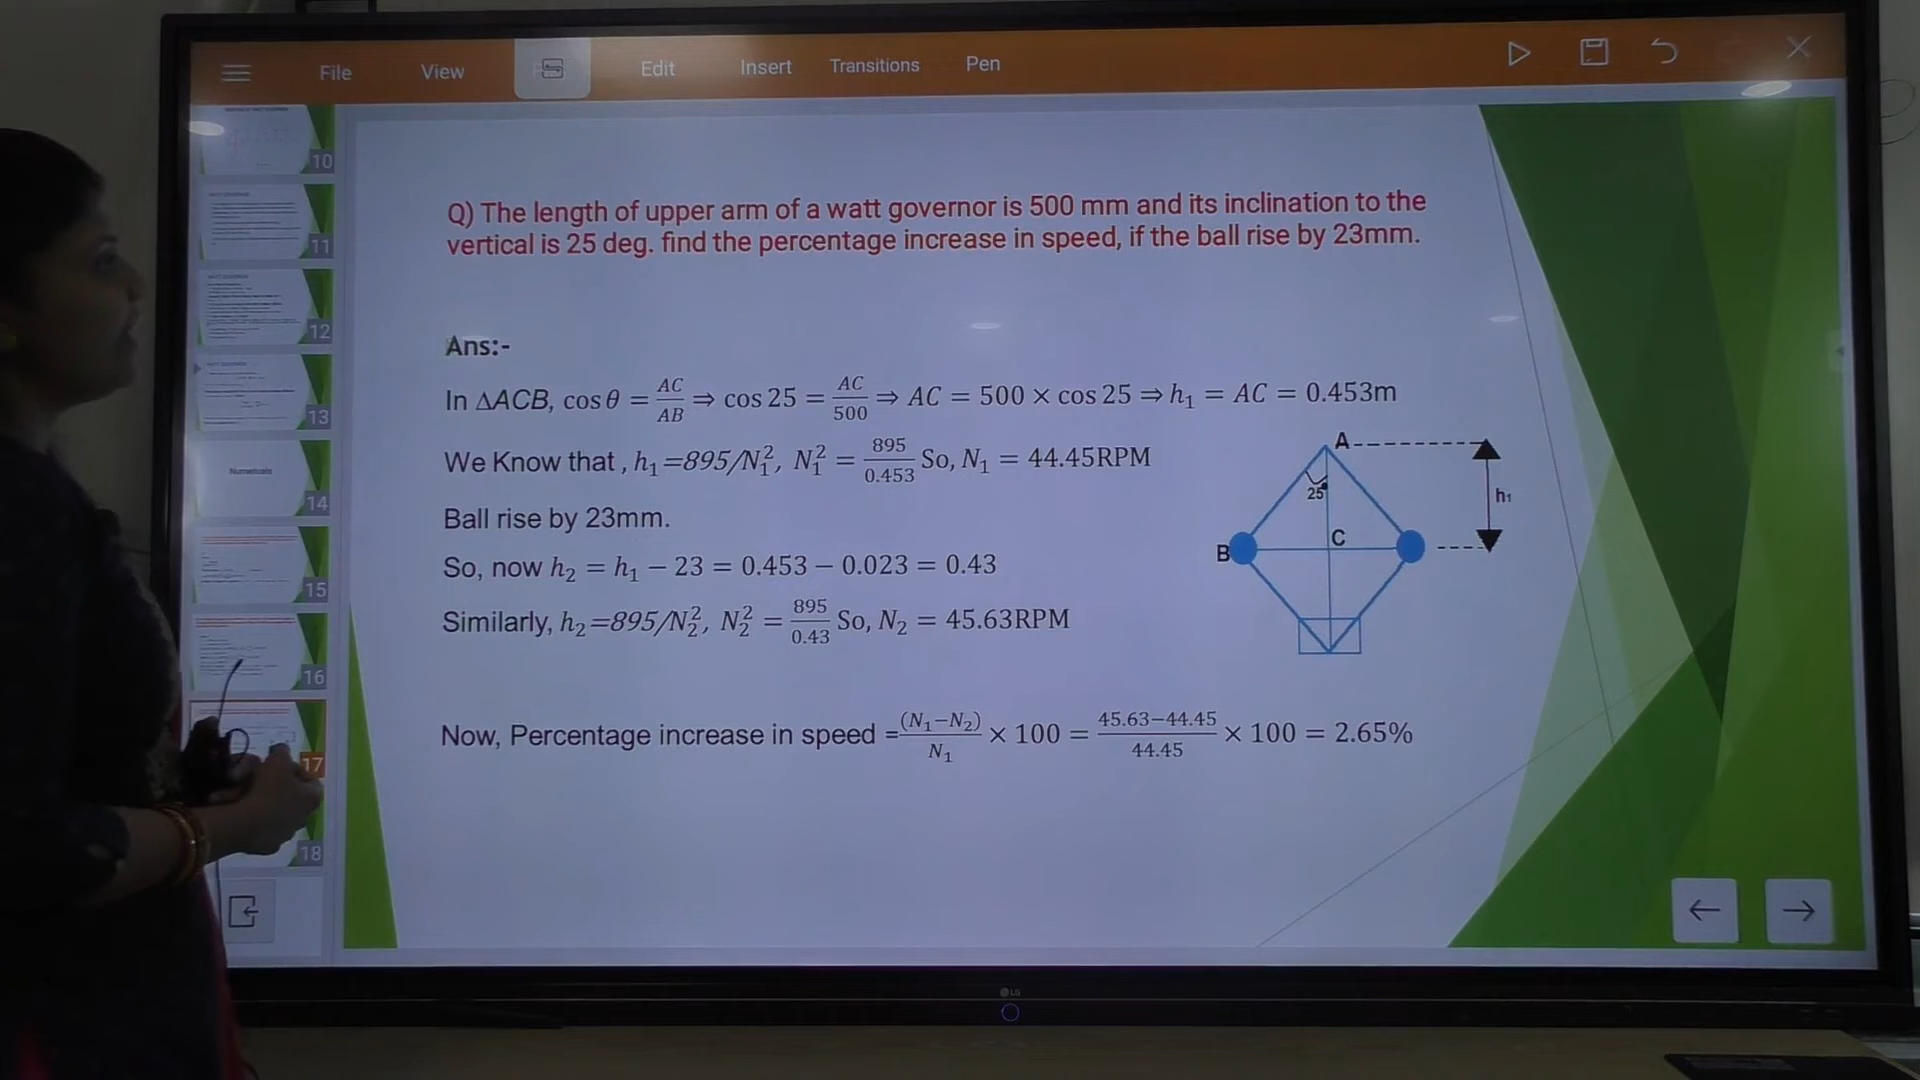 File View Edit Insert Transitions Pen
10
11
12
13
Numericals
14
15
16
17
18
Q) The length of upper arm of a watt governor is 500 mm and its inclination to the
vertical is 25 deg. find the percentage increase in speed, if the ball rise by 23mm.
Ans:-
In ΔACB, cos θ = AC/AB ⇒ cos 25 = AC/500 ⇒ AC = 500 × cos 25 ⇒ h₁ = AC = 0.453m
We Know that , h₁=895/N₁², N₁² = 895/0.453 So, N₁ = 44.45RPM
Ball rise by 23mm.
So, now h₂ = h₁ − 23 = 0.453 − 0.023 = 0.43
Similarly, h₂=895/N₂², N₂² = 895/0.43 So, N₂ = 45.63RPM
Now, Percentage increase in speed =(N₁−N₂)/N₁ × 100 = 45.63−44.45/44.45 × 100 = 2.65%
A
25
h₁
C
B
LG